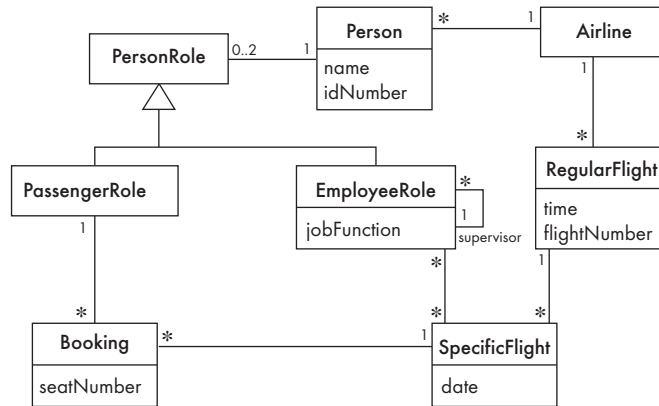 Person
name
idNumber
*
1
Airline
PersonRole
0..2
1
1
*
PassengerRole
EmployeeRole
jobFunction
*
1
supervisor
RegularFlight
time
flightNumber
1
*
1
*
*
*
Booking
seatNumber
*
1
SpecificFlight
date